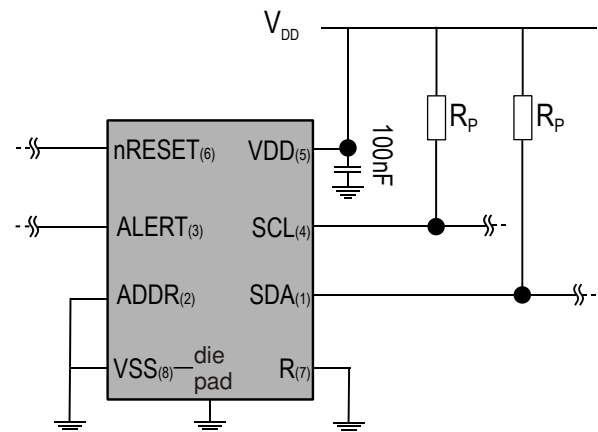 VDD
nRESET(6)
VDD(5)
100nF
RP
RP
ALERT(3)
SCL(4)
ADDR(2)
SDA(1)
VSS(8)
die
pad
R(7)